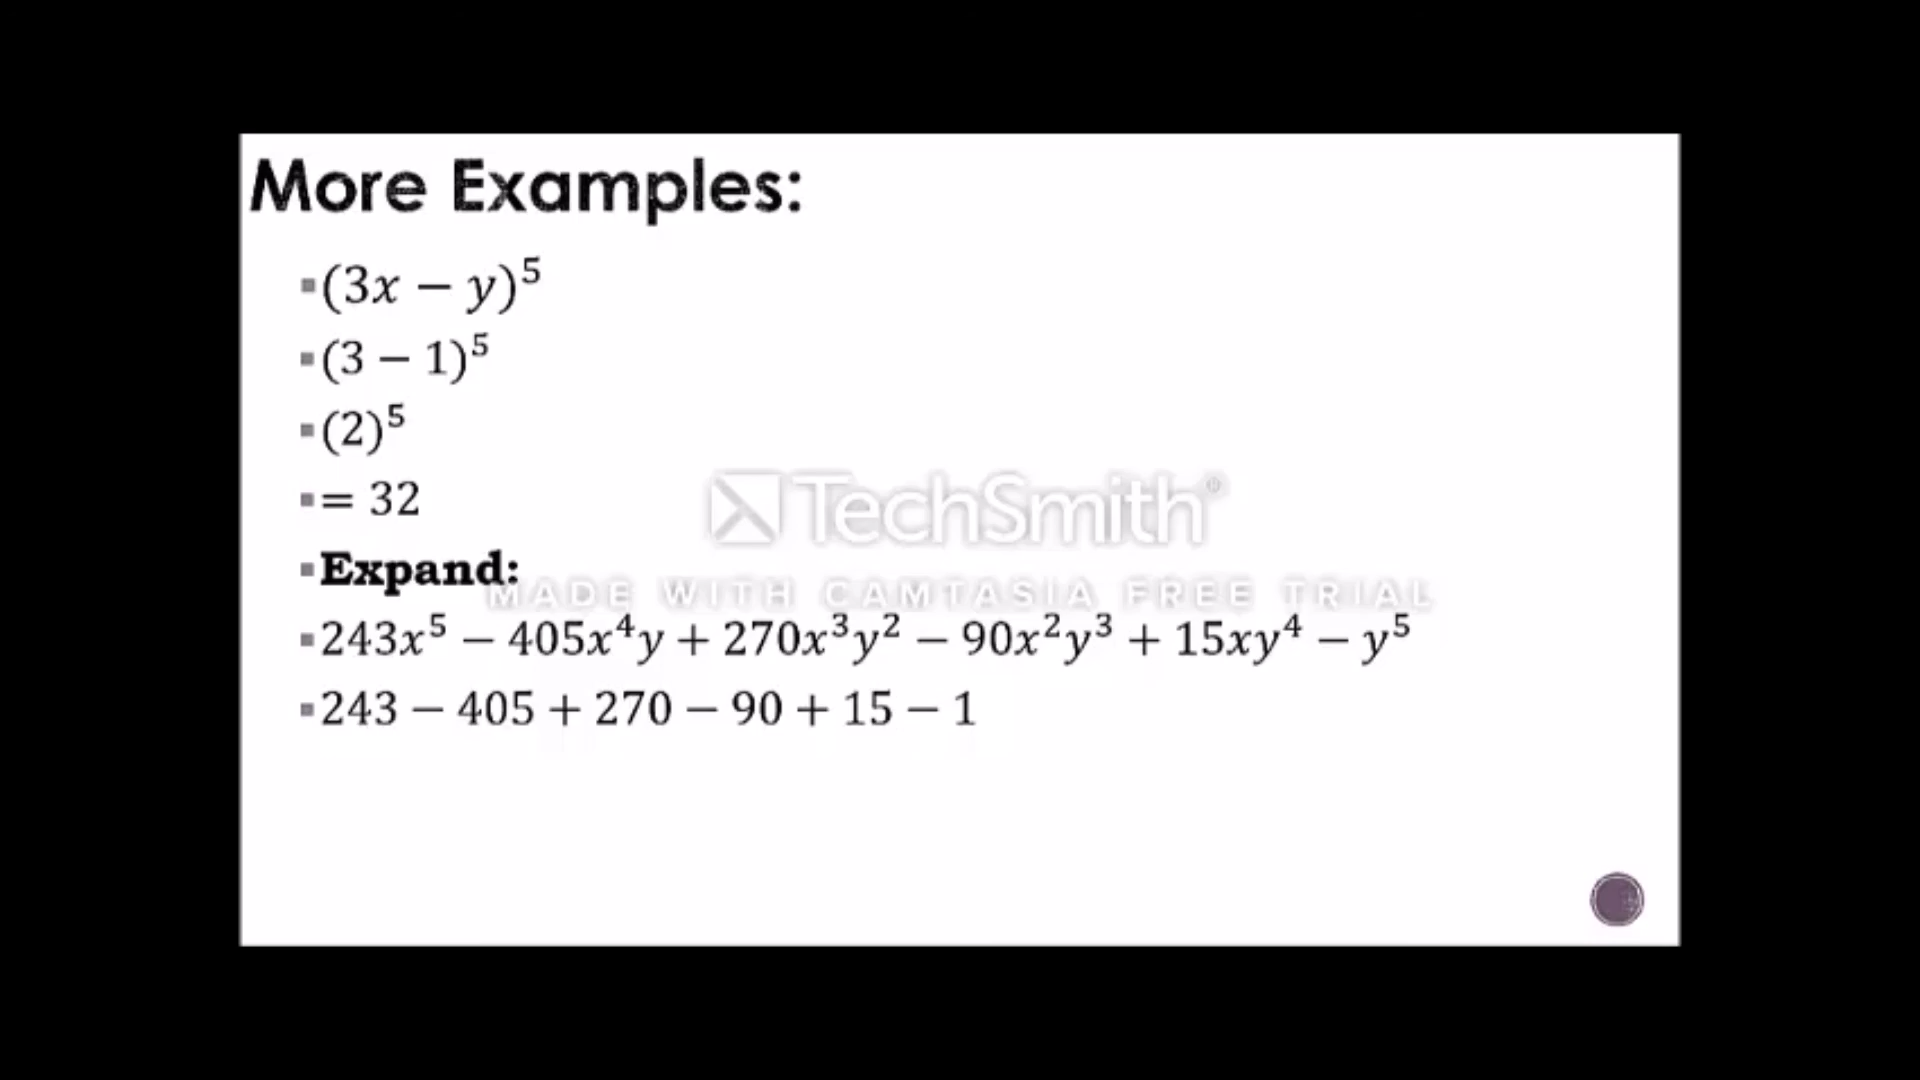 More Examples:
▪(3x − y)⁵
▪(3 − 1)⁵
▪(2)⁵
▪= 32
TechSmith®
▪Expand:
MADE WITH CAMTASIA FREE TRIAL
▪243x⁵ − 405x⁴y + 270x³y² − 90x²y³ + 15xy⁴ − y⁵
▪243 − 405 + 270 − 90 + 15 − 1